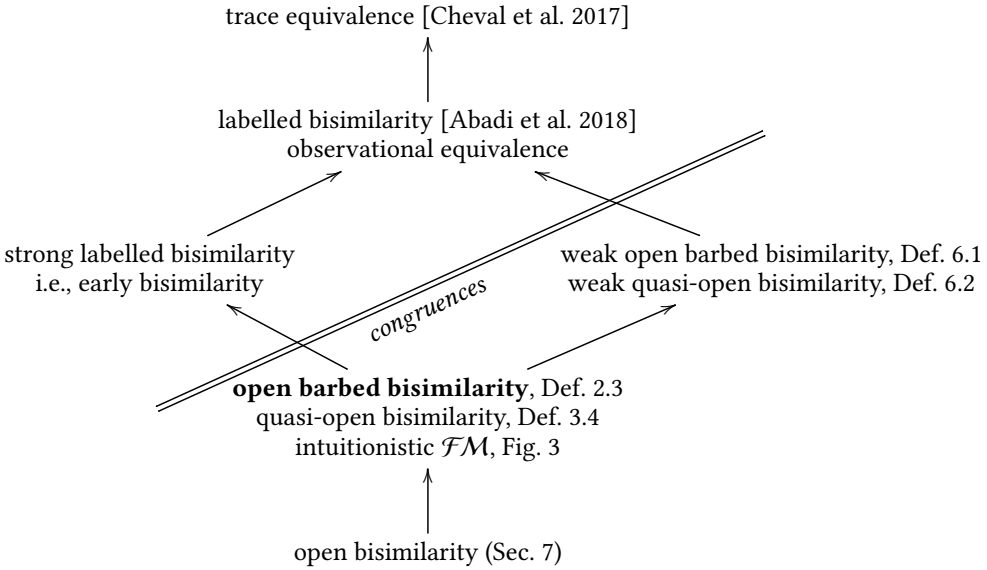 trace equivalence [Cheval et al. 2017]
labelled bisimilarity [Abadi et al. 2018]
observational equivalence
strong labelled bisimilarity
i.e., early bisimilarity
weak open barbed bisimilarity, Def. 6.1
weak quasi-open bisimilarity, Def. 6.2
congruences
open barbed bisimilarity, Def. 2.3
quasi-open bisimilarity, Def. 3.4
intuitionistic ℱℳ, Fig. 3
open bisimilarity (Sec. 7)